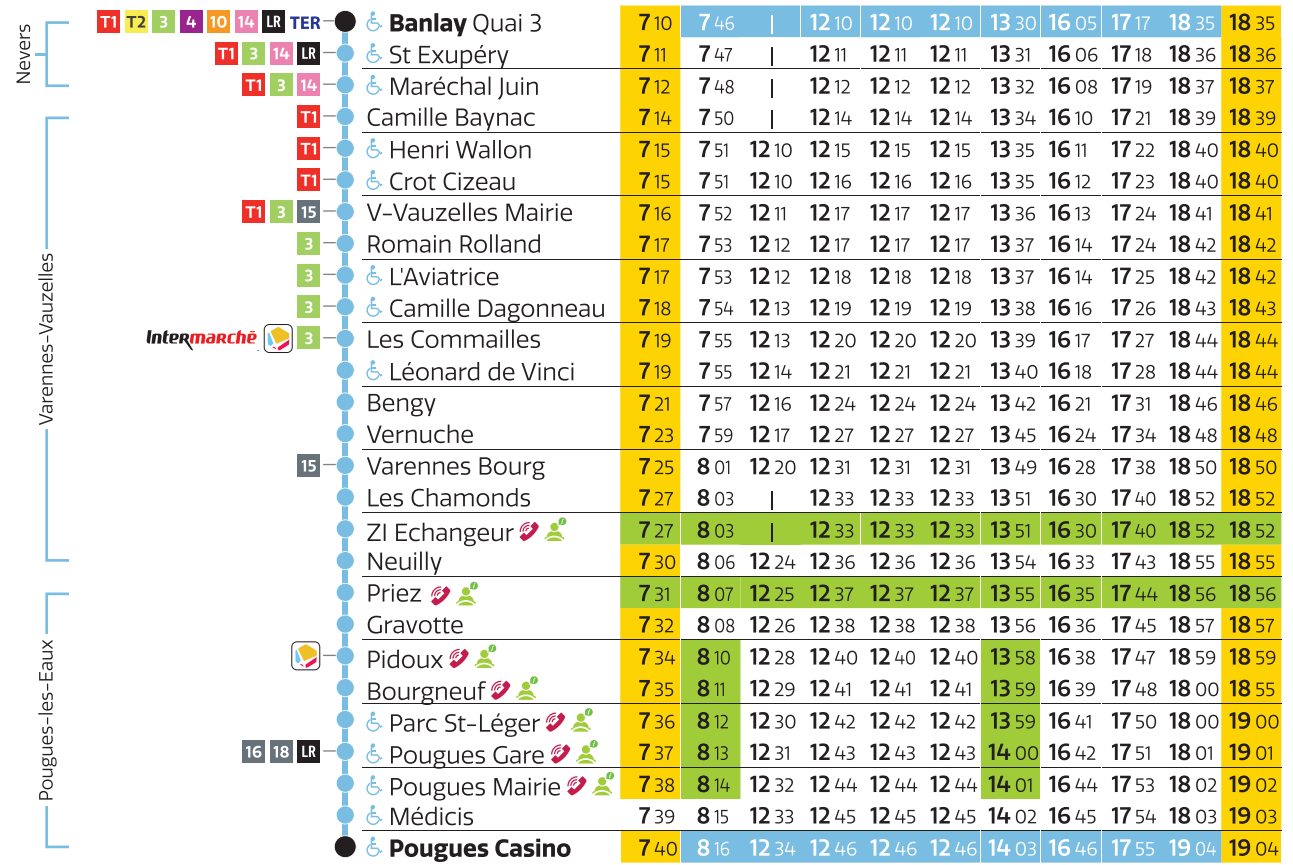 T1 T2 3 4 10 14 LR TER Banlay Quai 3 7 10 7 46 | 12 10 12 10 12 10 13 30 16 05 17 17 18 35 18 35
Nevers
T1 3 14 LR St Exupéry 7 11 7 47 | 12 11 12 11 12 11 13 31 16 06 17 18 18 36 18 36
T1 3 14 Maréchal Juin 7 12 7 48 | 12 12 12 12 12 12 13 32 16 08 17 19 18 37 18 37
T1 Camille Baynac 7 14 7 50 | 12 14 12 14 12 14 13 34 16 10 17 21 18 39 18 39
T1 Henri Wallon 7 15 7 51 12 10 12 15 12 15 12 15 13 35 16 11 17 22 18 40 18 40
T1 Crot Cizeau 7 15 7 51 12 10 12 16 12 16 12 16 13 35 16 12 17 23 18 40 18 40
T1 3 15 V-Vauzelles Mairie 7 16 7 52 12 11 12 17 12 17 12 17 13 36 16 13 17 24 18 41 18 41
3 Romain Rolland 7 17 7 53 12 12 12 17 12 17 12 17 13 37 16 14 17 24 18 42 18 42
3 L'Aviatrice 7 17 7 53 12 12 12 18 12 18 12 18 13 37 16 14 17 25 18 42 18 42
3 Camille Dagonneau 7 18 7 54 12 13 12 19 12 19 12 19 13 38 16 16 17 26 18 43 18 43
Varennes-Vauzelles
Intermarché 3 Les Commailles 7 19 7 55 12 13 12 20 12 20 12 20 13 39 16 17 17 27 18 44 18 44
Léonard de Vinci 7 19 7 55 12 14 12 21 12 21 12 21 13 40 16 18 17 28 18 44 18 44
Bengy 7 21 7 57 12 16 12 24 12 24 12 24 13 42 16 21 17 31 18 46 18 46
Vernuche 7 23 7 59 12 17 12 27 12 27 12 27 13 45 16 24 17 34 18 48 18 48
15 Varennes Bourg 7 25 8 01 12 20 12 31 12 31 12 31 13 49 16 28 17 38 18 50 18 50
Les Chamonds 7 27 8 03 | 12 33 12 33 12 33 13 51 16 30 17 40 18 52 18 52
ZI Echangeur 7 27 8 03 | 12 33 12 33 12 33 13 51 16 30 17 40 18 52 18 52
Neuilly 7 30 8 06 12 24 12 36 12 36 12 36 13 54 16 33 17 43 18 55 18 55
Priez 7 31 8 07 12 25 12 37 12 37 12 37 13 55 16 35 17 44 18 56 18 56
Gravotte 7 32 8 08 12 26 12 38 12 38 12 38 13 56 16 36 17 45 18 57 18 57
Pidoux 7 34 8 10 12 28 12 40 12 40 12 40 13 58 16 38 17 47 18 59 18 59
Bourgneuf 7 35 8 11 12 29 12 41 12 41 12 41 13 59 16 39 17 48 18 00 18 55
Pougues-les-Eaux
Parc St-Léger 7 36 8 12 12 30 12 42 12 42 12 42 13 59 16 41 17 50 18 00 19 00
16 18 LR Pougues Gare 7 37 8 13 12 31 12 43 12 43 12 43 14 00 16 42 17 51 18 01 19 01
Pougues Mairie 7 38 8 14 12 32 12 44 12 44 12 44 14 01 16 44 17 53 18 02 19 02
Médicis 7 39 8 15 12 33 12 45 12 45 12 45 14 02 16 45 17 54 18 03 19 03
Pougues Casino 7 40 8 16 12 34 12 46 12 46 12 46 14 03 16 46 17 55 19 04 19 04